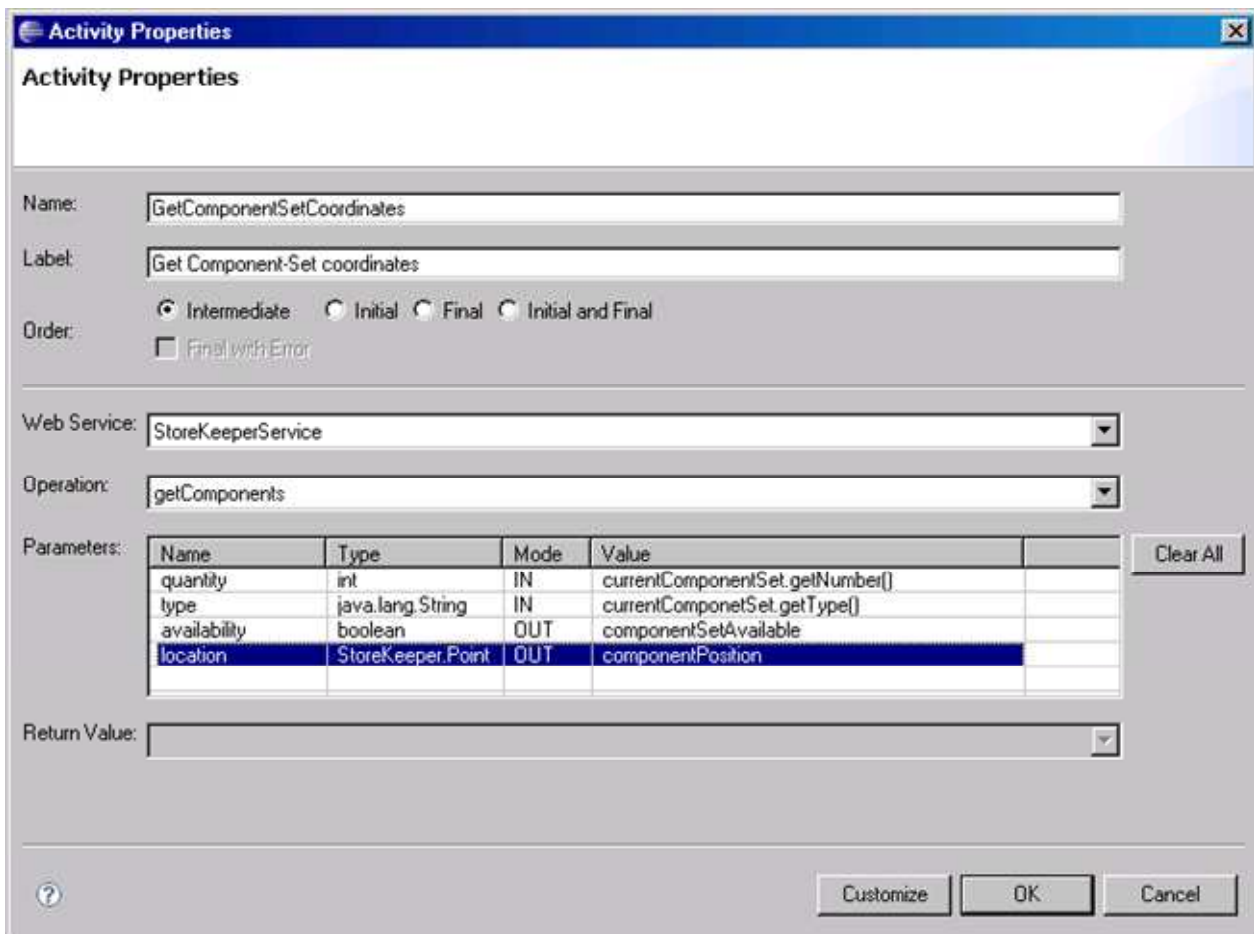 Activity Properties
Activity Properties
Name: GetComponentSetCoordinates
Label: Get Component-Set coordinates
Order: Intermediate Initial Final Initial and Final
Final with Error
Web Service: StoreKeeperService
Operation: getComponents
Parameters: Name Type Mode Value Clear All
quantity int IN currentComponentSet.getNumber()
type java.lang.String IN currentComponetSet.getType()
availability boolean OUT componentSetAvailable
location StoreKeeper.Point OUT componentPosition
Return Value:
? Customize OK Cancel